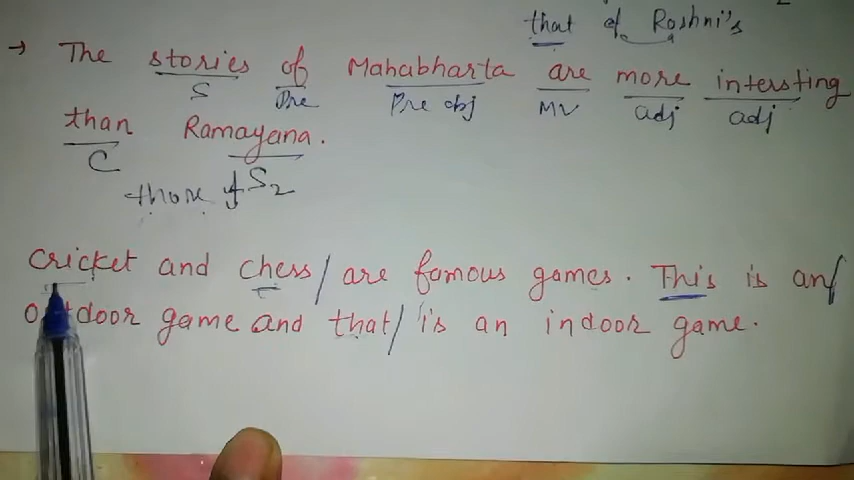 that of Roshni's
→ The stories of Mahabharta are more intersting
S Pre Pre obj MV adj adj
than Ramayana.
C S2
those of
Cricket and chess/are famous games. This is an/
outdoor game and that/is an indoor game.